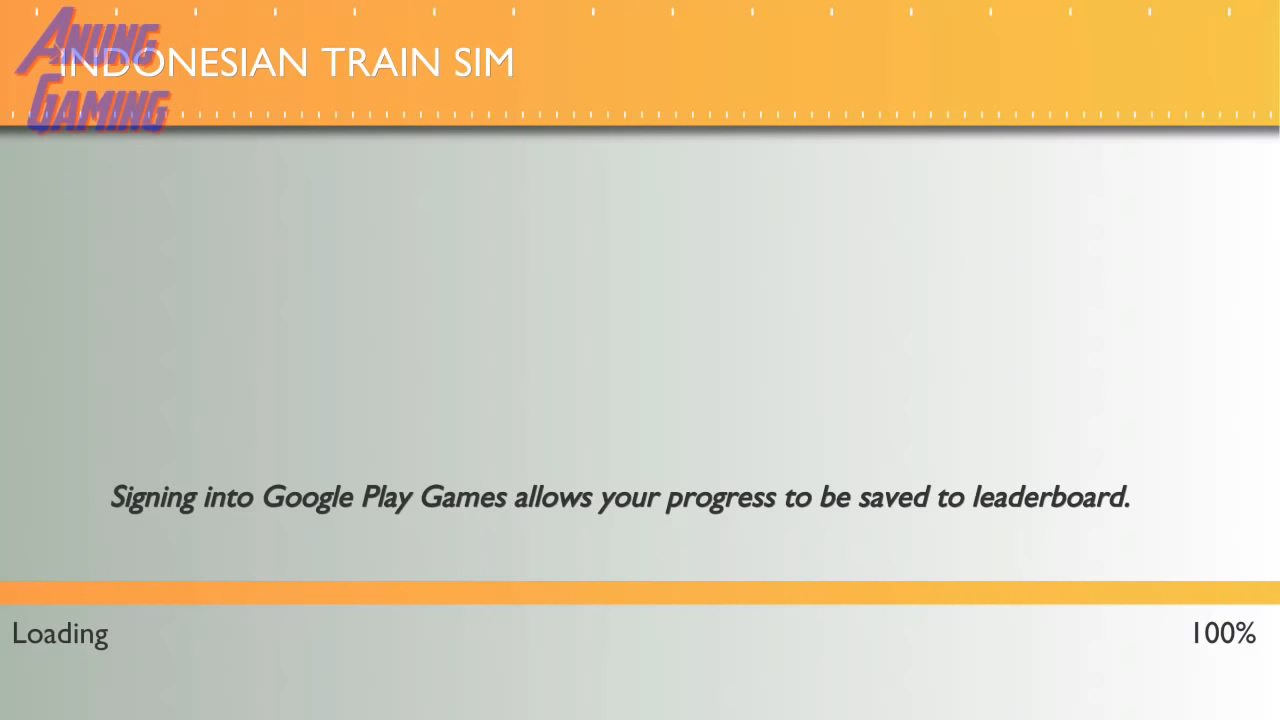 ANUNG
GAMING
INDONESIAN TRAIN SIM
Signing into Google Play Games allows your progress to be saved to leaderboard.
Loading
100%